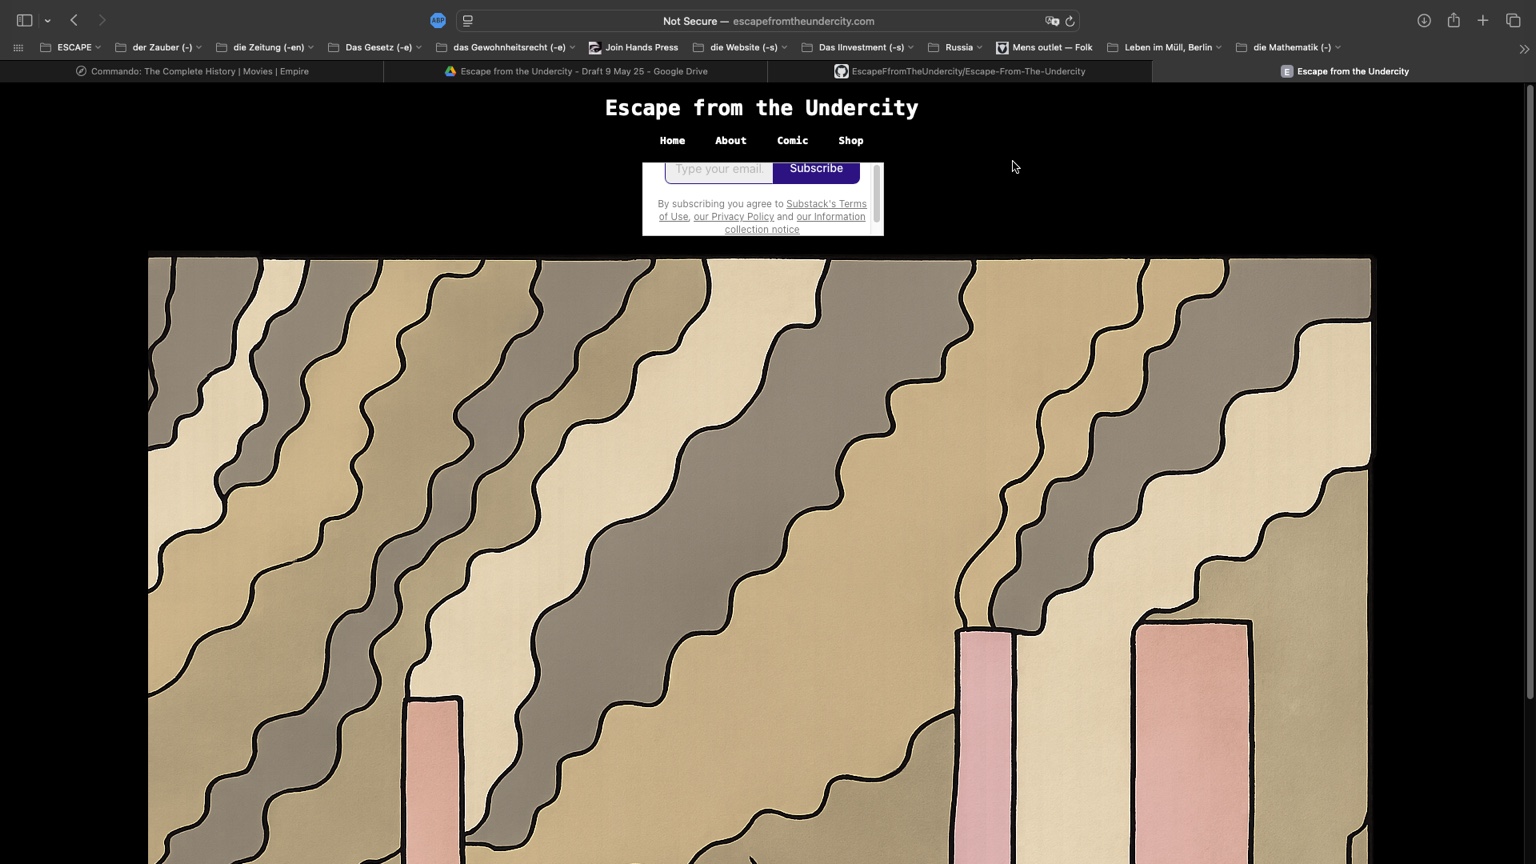 ABP
Not Secure — escapefromtheundercity.com
ESCAPE
der Zauber (-)
die Zeitung (-en)
Das Gesetz (-e)
das Gewohnheitsrecht (-e)
Join Hands Press
die Website (-s)
Das IInvestment (-s)
Russia
Mens outlet — Folk
Leben im Müll, Berlin
die Mathematik (-)
Commando: The Complete History | Movies | Empire
Escape from the Undercity - Draft 9 May 25 - Google Drive
EscapeFfromTheUndercity/Escape-From-The-Undercity
E
Escape from the Undercity
Escape from the Undercity
Home
About
Comic
Shop
Type your email.
Subscribe
By subscribing you agree to Substack's Terms
of Use, our Privacy Policy and our Information
collection notice